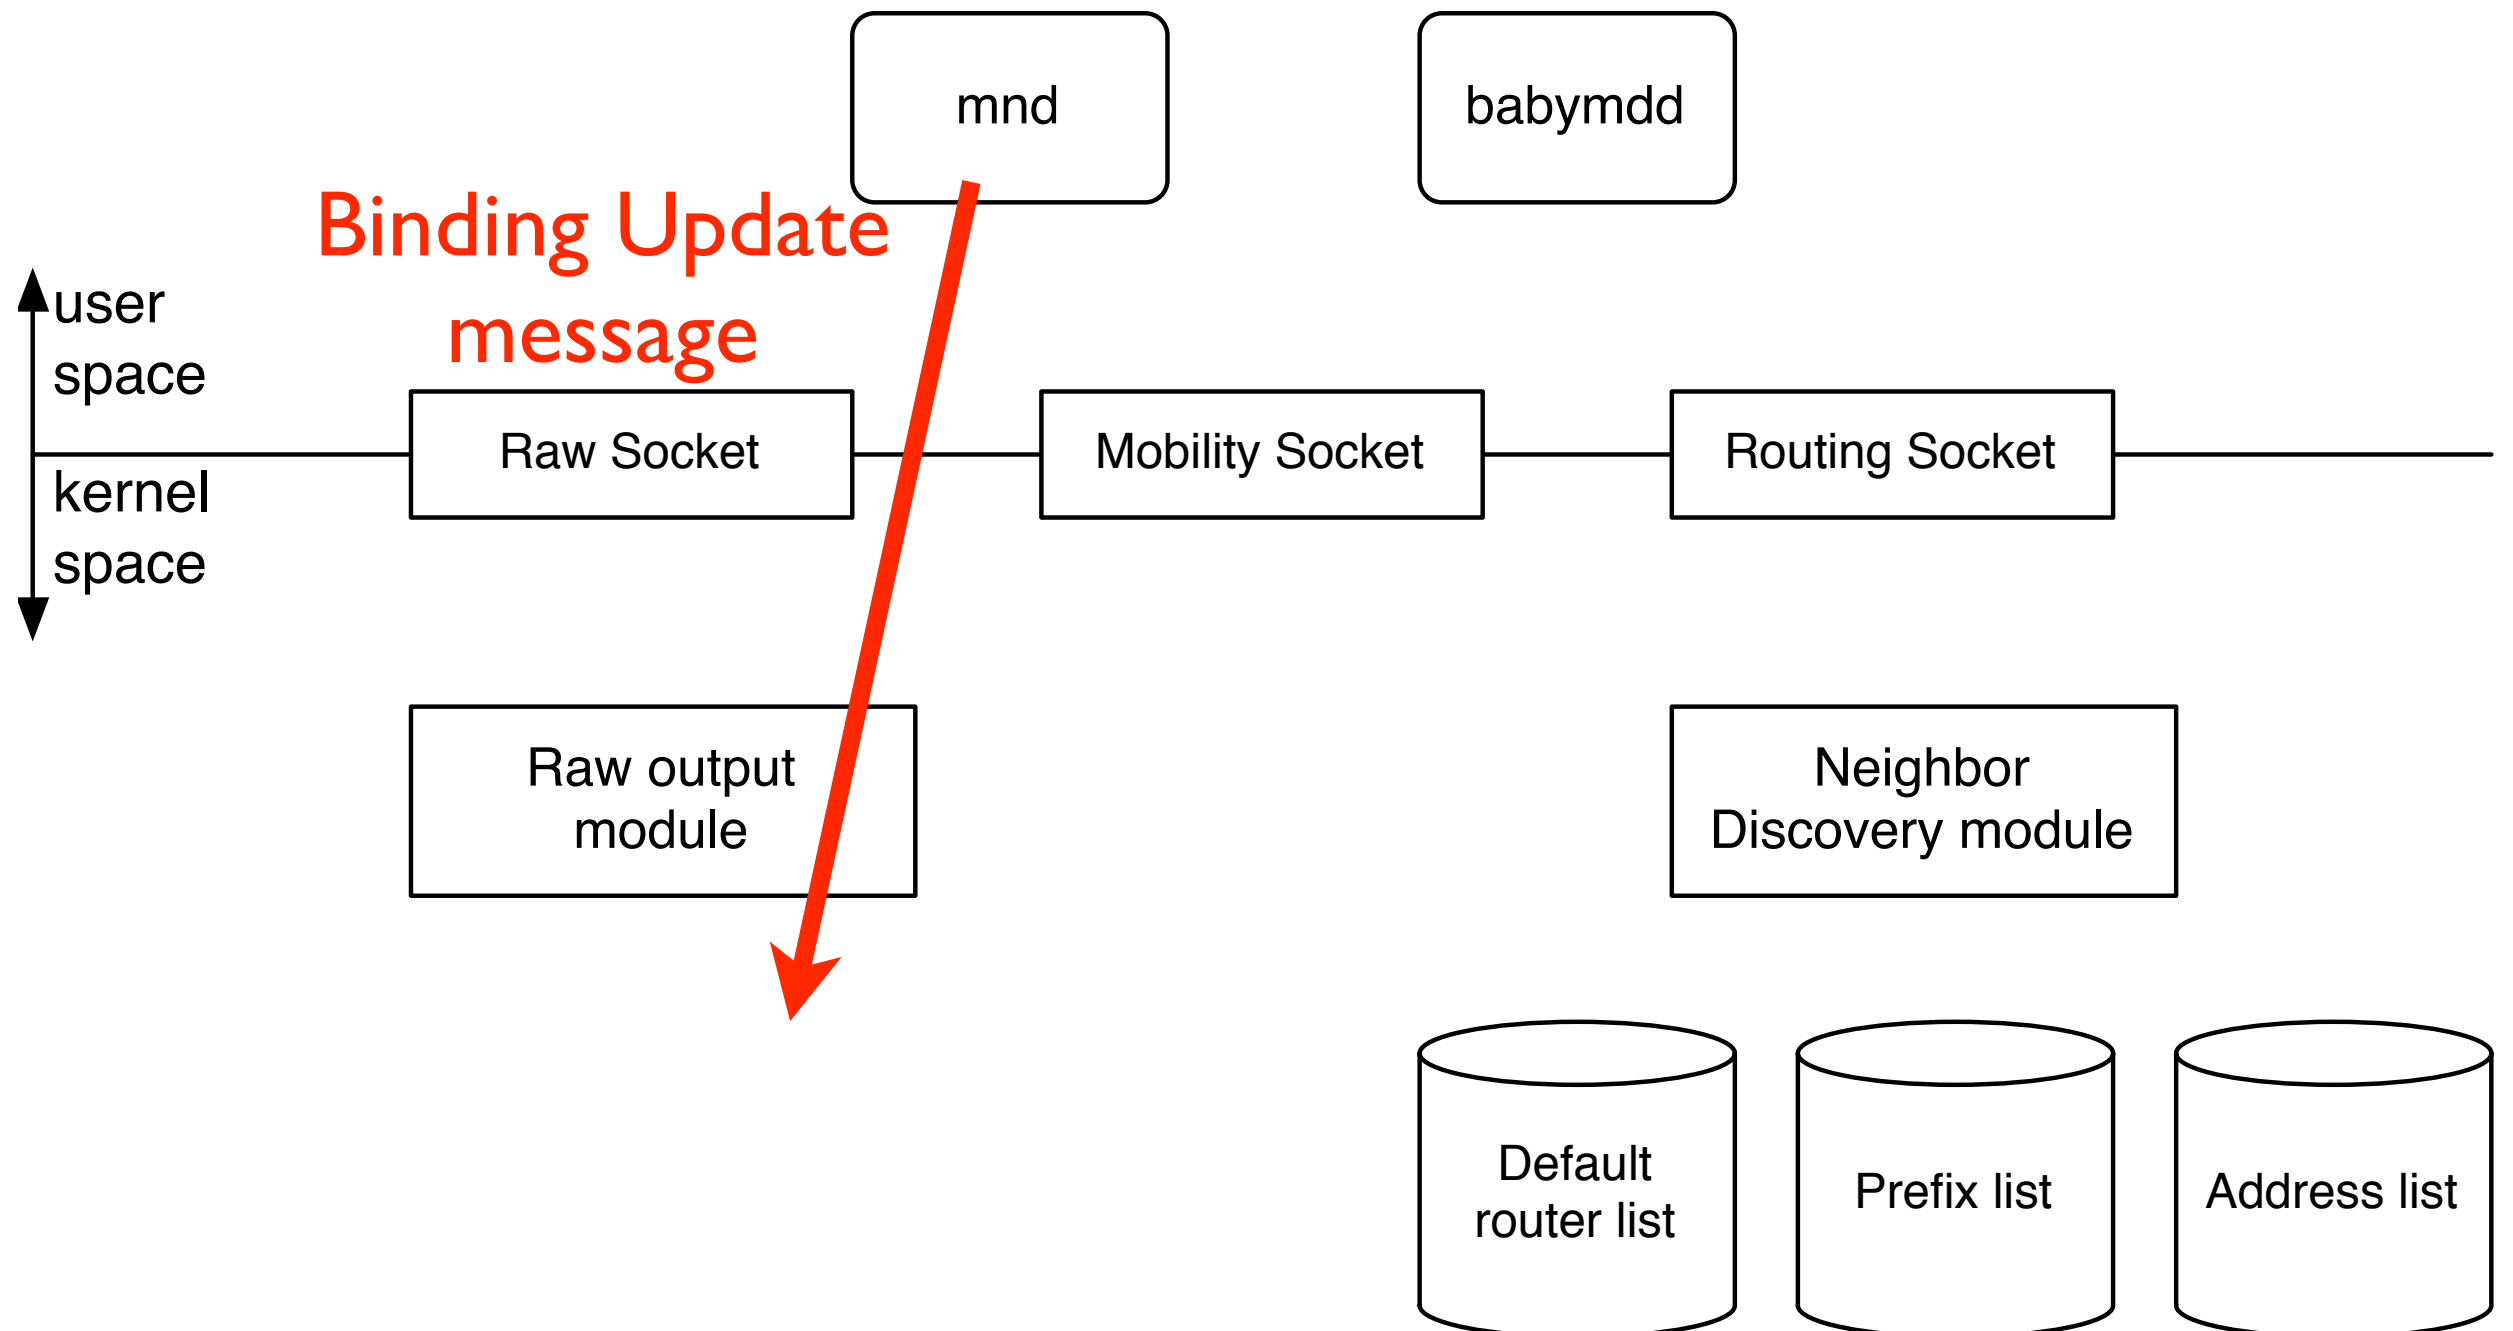 mnd
babymdd
Binding Update
message
user
space
Raw Socket
Mobility Socket
Routing Socket
kernel
space
Raw output
module
Neighbor
Discovery module
Default
router list
Prefix list
Address list